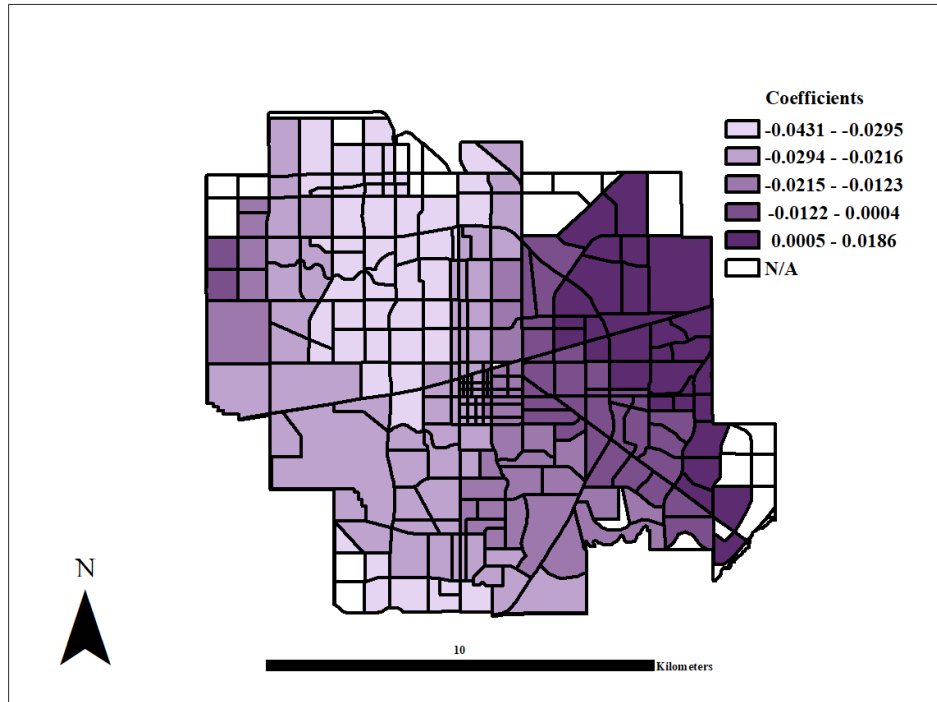 Coefficients
-0.0431 - -0.0295
-0.0294 - -0.0216
-0.0215 - -0.0123
-0.0122 - 0.0004
0.0005 - 0.0186
N/A
N
10
Kilometers